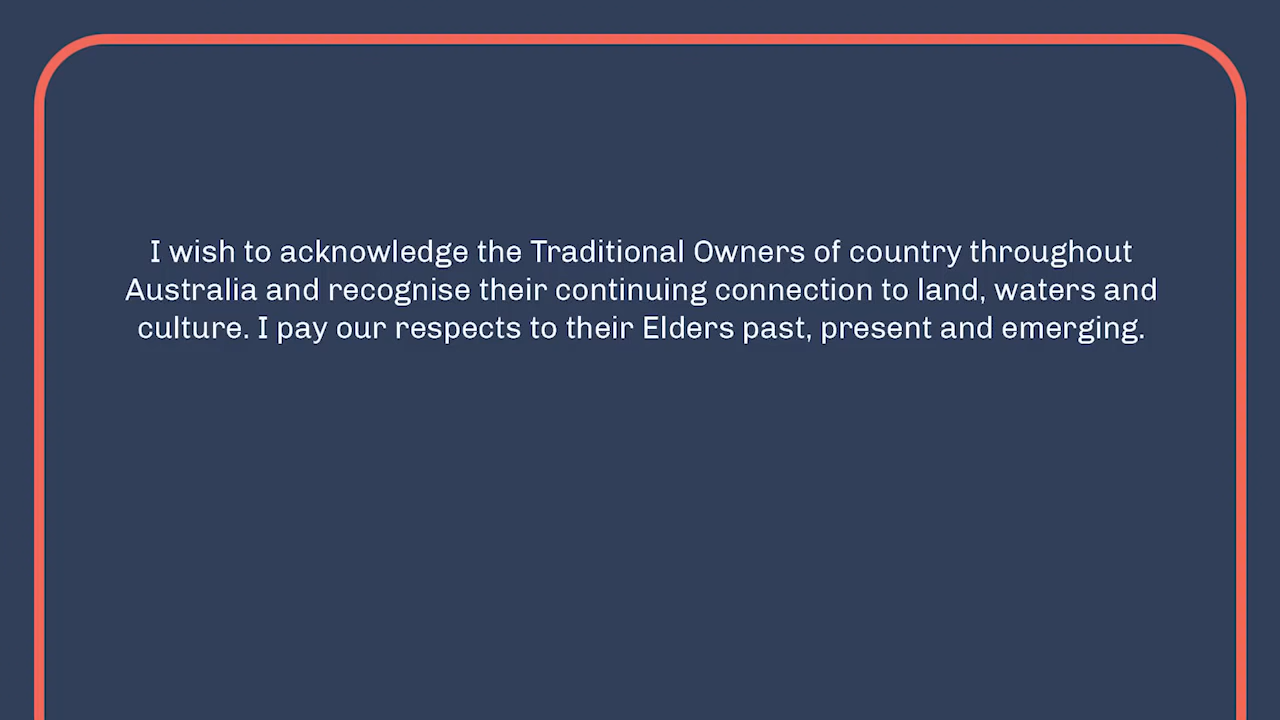 I wish to acknowledge the Traditional Owners of country throughout
Australia and recognise their continuing connection to land, waters and
culture. I pay our respects to their Elders past, present and emerging.